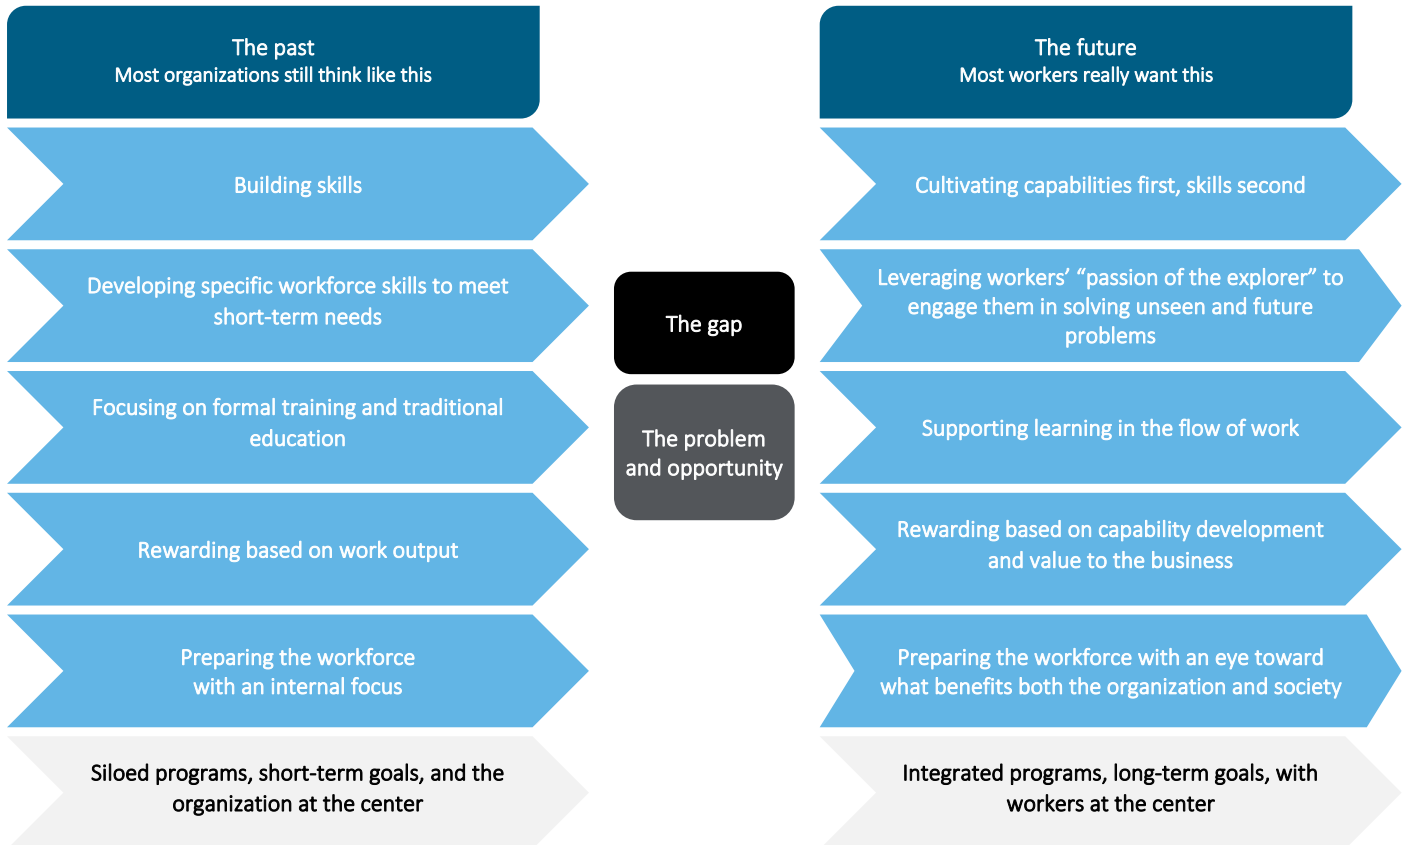 The past
Most organizations still think like this
Building skills
Developing specific workforce skills to meet
short-term needs
Focusing on formal training and traditional
education
Rewarding based on work output
Preparing the workforce
with an internal focus
Siloed programs, short-term goals, and the
organization at the center
The gap
The problem
and opportunity
The future
Most workers really want this
Cultivating capabilities first, skills second
Leveraging workers’ “passion of the explorer” to
engage them in solving unseen and future
problems
Supporting learning in the flow of work
Rewarding based on capability development
and value to the business
Preparing the workforce with an eye toward
what benefits both the organization and society
Integrated programs, long-term goals, with
workers at the center